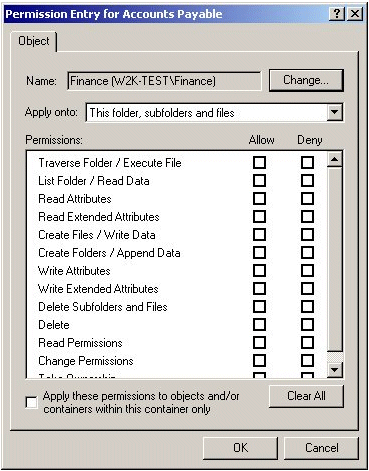 Permission Entry for Accounts Payable
Object
Name: Finance (W2K-TEST\Finance) Change...
Apply onto: This folder, subfolders and files
Permissions: Allow Deny
Traverse Folder / Execute File
List Folder / Read Data
Read Attributes
Read Extended Attributes
Create Files / Write Data
Create Folders / Append Data
Write Attributes
Write Extended Attributes
Delete Subfolders and Files
Delete
Read Permissions
Change Permissions
Take Ownership
Apply these permissions to objects and/or
containers within this container only
Clear All
OK Cancel